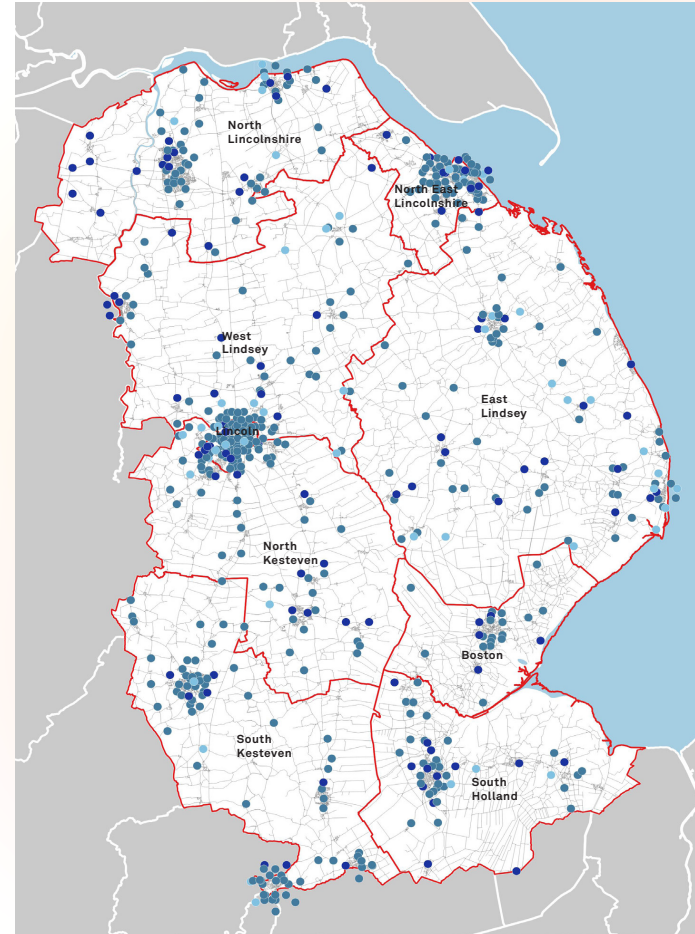 North
Lincolnshire
North East
Lincolnshire
West
Lindsey
East
Lindsey
Lincoln
North
Kesteven
Boston
South
Kesteven
South
Holland